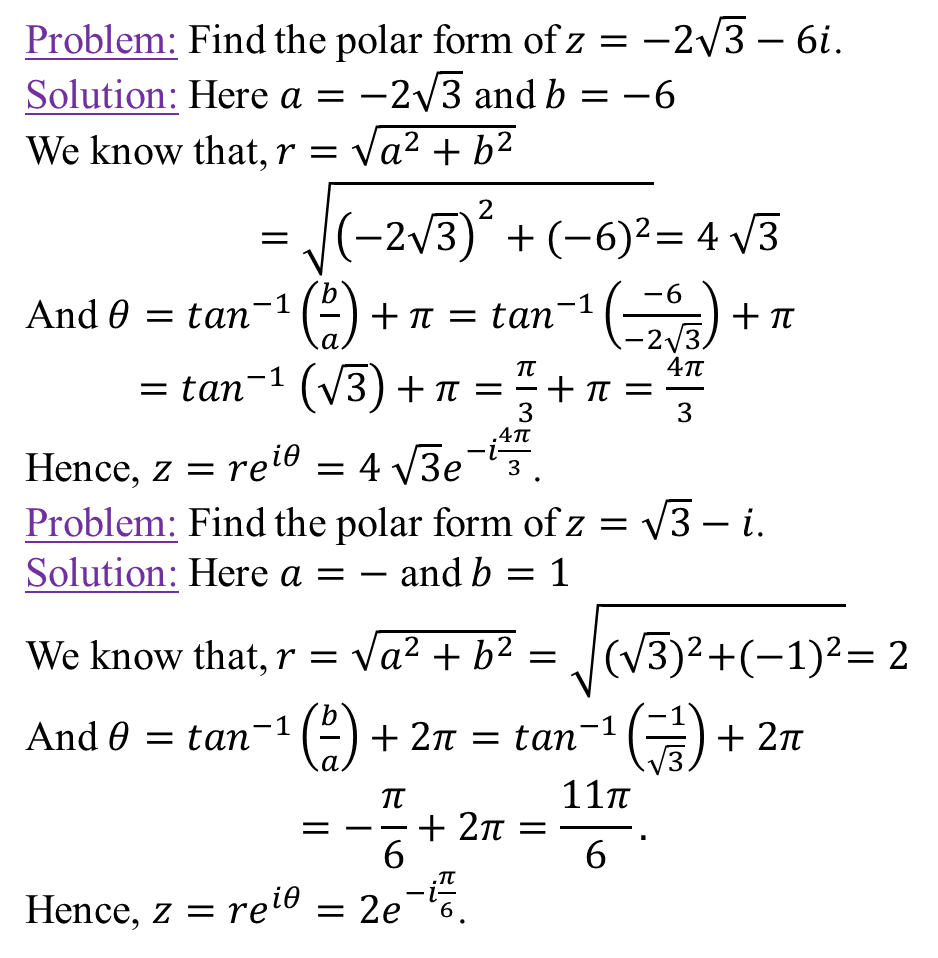 Problem: Find the polar form of z = −2√3 − 6i.
Solution: Here a = −2√3 and b = −6
We know that, r = √(a² + b²)
= √((−2√3)² + (−6)²) = 4 √3
And θ = tan⁻¹(b/a) + π = tan⁻¹(−6/−2√3) + π
= tan⁻¹ (√3) + π = π/3 + π = 4π/3
Hence, z = re^(iθ) = 4 √3e^(−i4π/3).
Problem: Find the polar form of z = √3 − i.
Solution: Here a = − and b = 1
We know that, r = √(a² + b²) = √((√3)²+(−1)²) = 2
And θ = tan⁻¹(b/a) + 2π = tan⁻¹(−1/√3) + 2π
= −π/6 + 2π = 11π/6.
Hence, z = re^(iθ) = 2e^(−iπ/6).